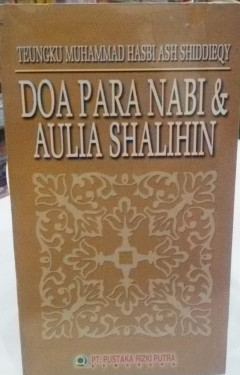 TEUNGKU MUHAMMAD HASBI ASH SHIDDIEQY
DOA PARA NABI &
AULIA SHALIHIN
PT. PUSTAKA RIZKI PUTRA